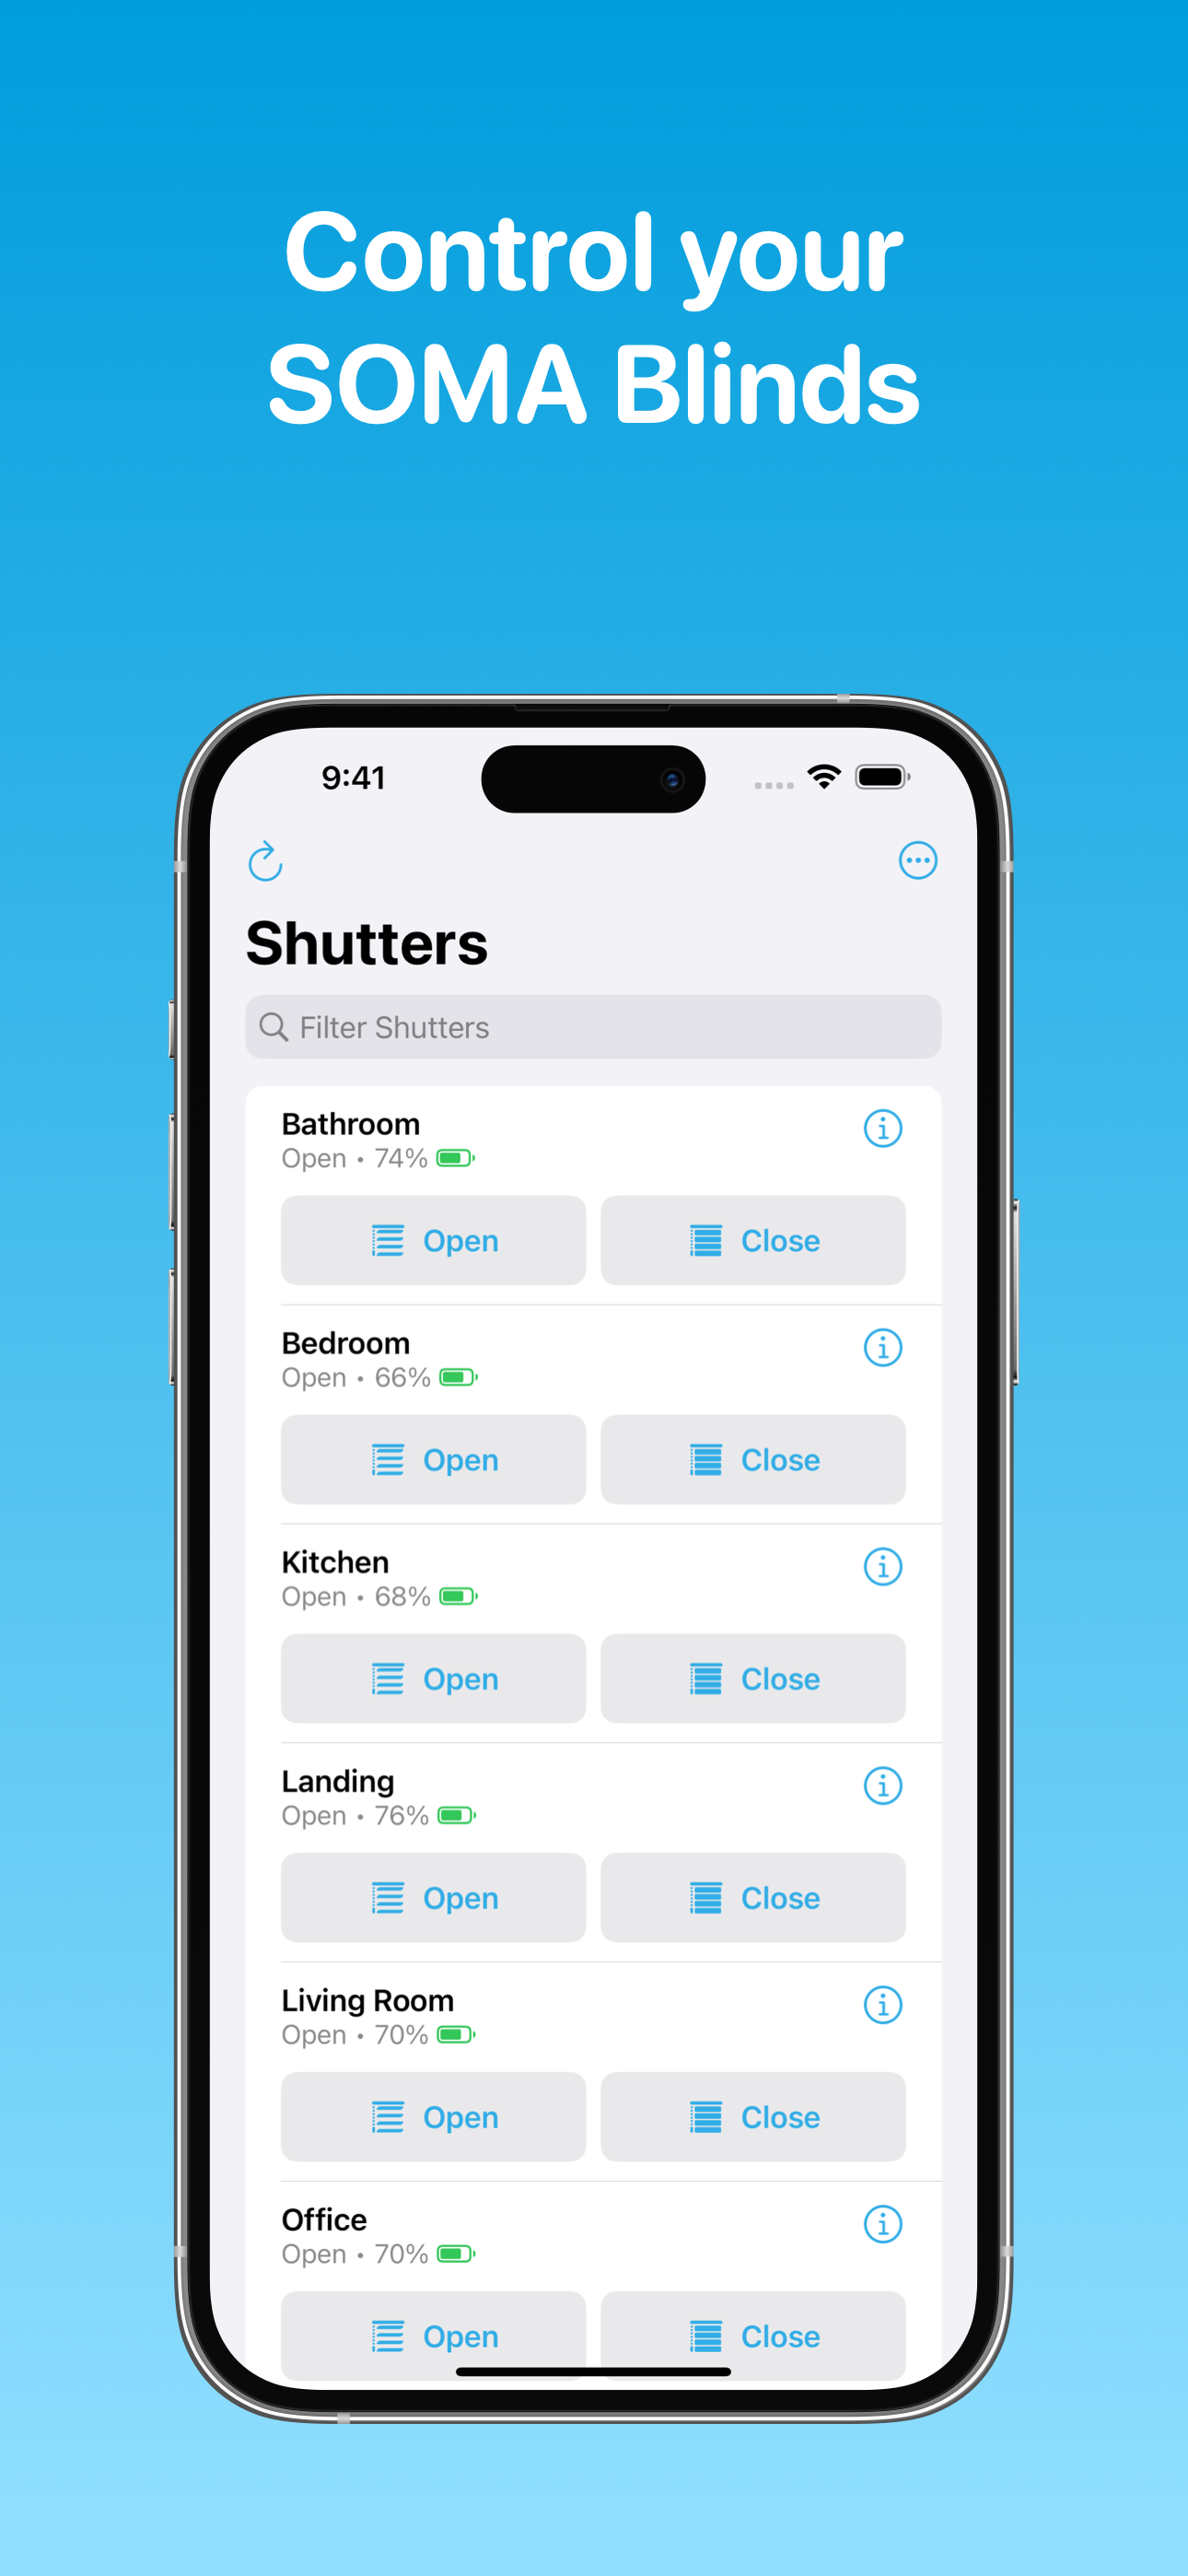 Control your
SOMA Blinds
9:41
Shutters
Filter Shutters
Bathroom
Open • 74%
Open Close
Bedroom
Open • 66%
Open Close
Kitchen
Open • 68%
Open Close
Landing
Open • 76%
Open Close
Living Room
Open • 70%
Open Close
Office
Open • 70%
Open Close